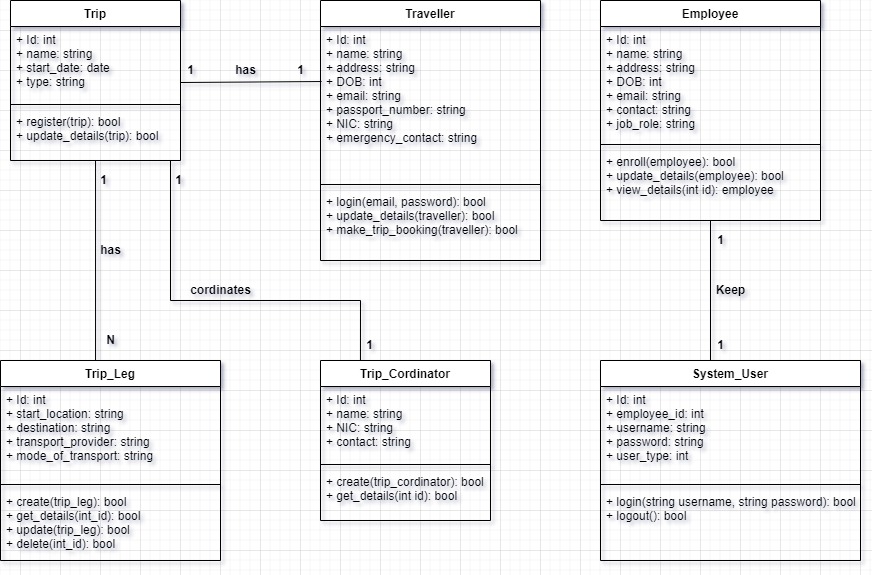 Trip
+ Id: int
+ name: string
+ start_date: date
+ type: string
+ register(trip): bool
+ update_details(trip): bool
1 has 1
Traveller
+ Id: int
+ name: string
+ address: string
+ DOB: int
+ email: string
+ passport_number: string
+ NIC: string
+ emergency_contact: string
+ login(email, password): bool
+ update_details(traveller): bool
+ make_trip_booking(traveller): bool
Employee
+ Id: int
+ name: string
+ address: string
+ DOB: int
+ email: string
+ contact: string
+ job_role: string
+ enroll(employee): bool
+ update_details(employee): bool
+ view_details(int id): employee
1
has
N
1
cordinates
1
1
Keep
1
Trip_Leg
+ Id: int
+ start_location: string
+ destination: string
+ transport_provider: string
+ mode_of_transport: string
+ create(trip_leg): bool
+ get_details(int_id): bool
+ update(trip_leg): bool
+ delete(int_id): bool
Trip_Cordinator
+ Id: int
+ name: string
+ NIC: string
+ contact: string
+ create(trip_cordinator): bool
+ get_details(int id): bool
System_User
+ Id: int
+ employee_id: int
+ username: string
+ password: string
+ user_type: int
+ login(string username, string password): bool
+ logout(): bool